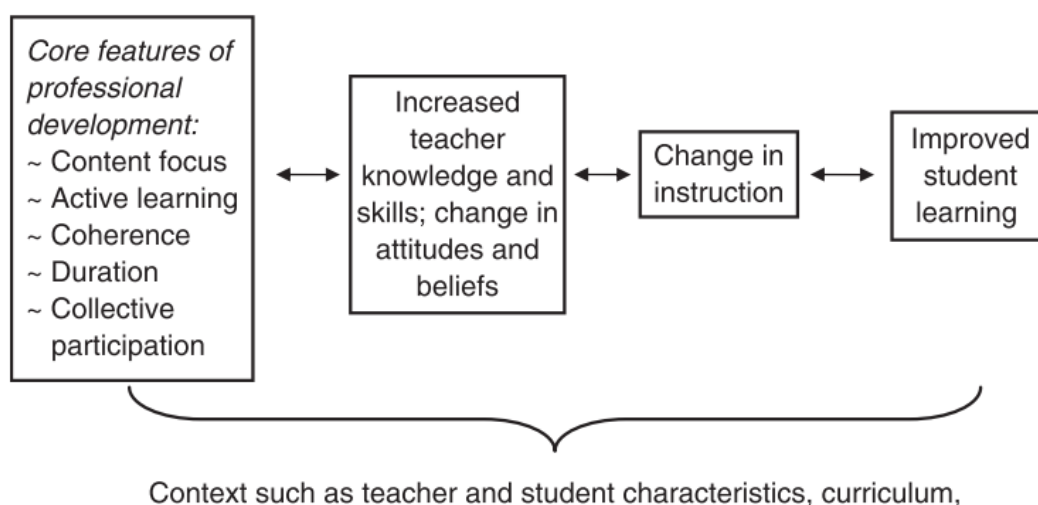 Core features of
professional
development:
~ Content focus
~ Active learning
~ Coherence
~ Duration
~ Collective
participation
Increased
teacher
knowledge and
skills; change in
attitudes and
beliefs
Change in
instruction
Improved
student
learning
Context such as teacher and student characteristics, curriculum,